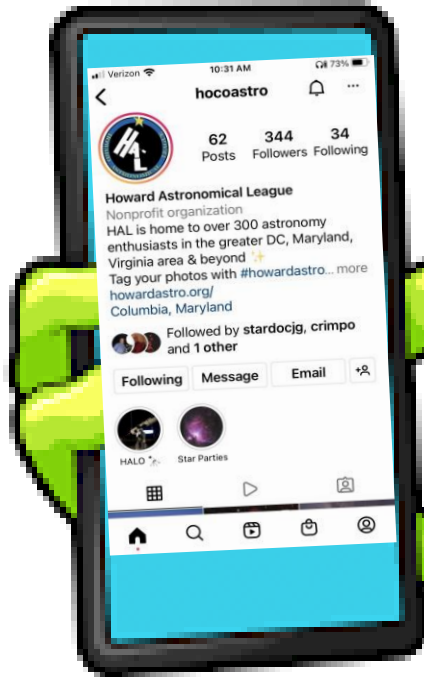 Verizon 10:31 AM 73%
hocoastro
HAL
62 344 34
Posts Followers Following
Howard Astronomical League
Nonprofit organization
HAL is home to over 300 astronomy
enthusiasts in the greater DC, Maryland,
Virginia area & beyond ✨
Tag your photos with #howardastro... more
howardastro.org/
Columbia, Maryland
Followed by stardocjg, crimpo
and 1 other
Following Message Email
HALO 🔭 Star Parties